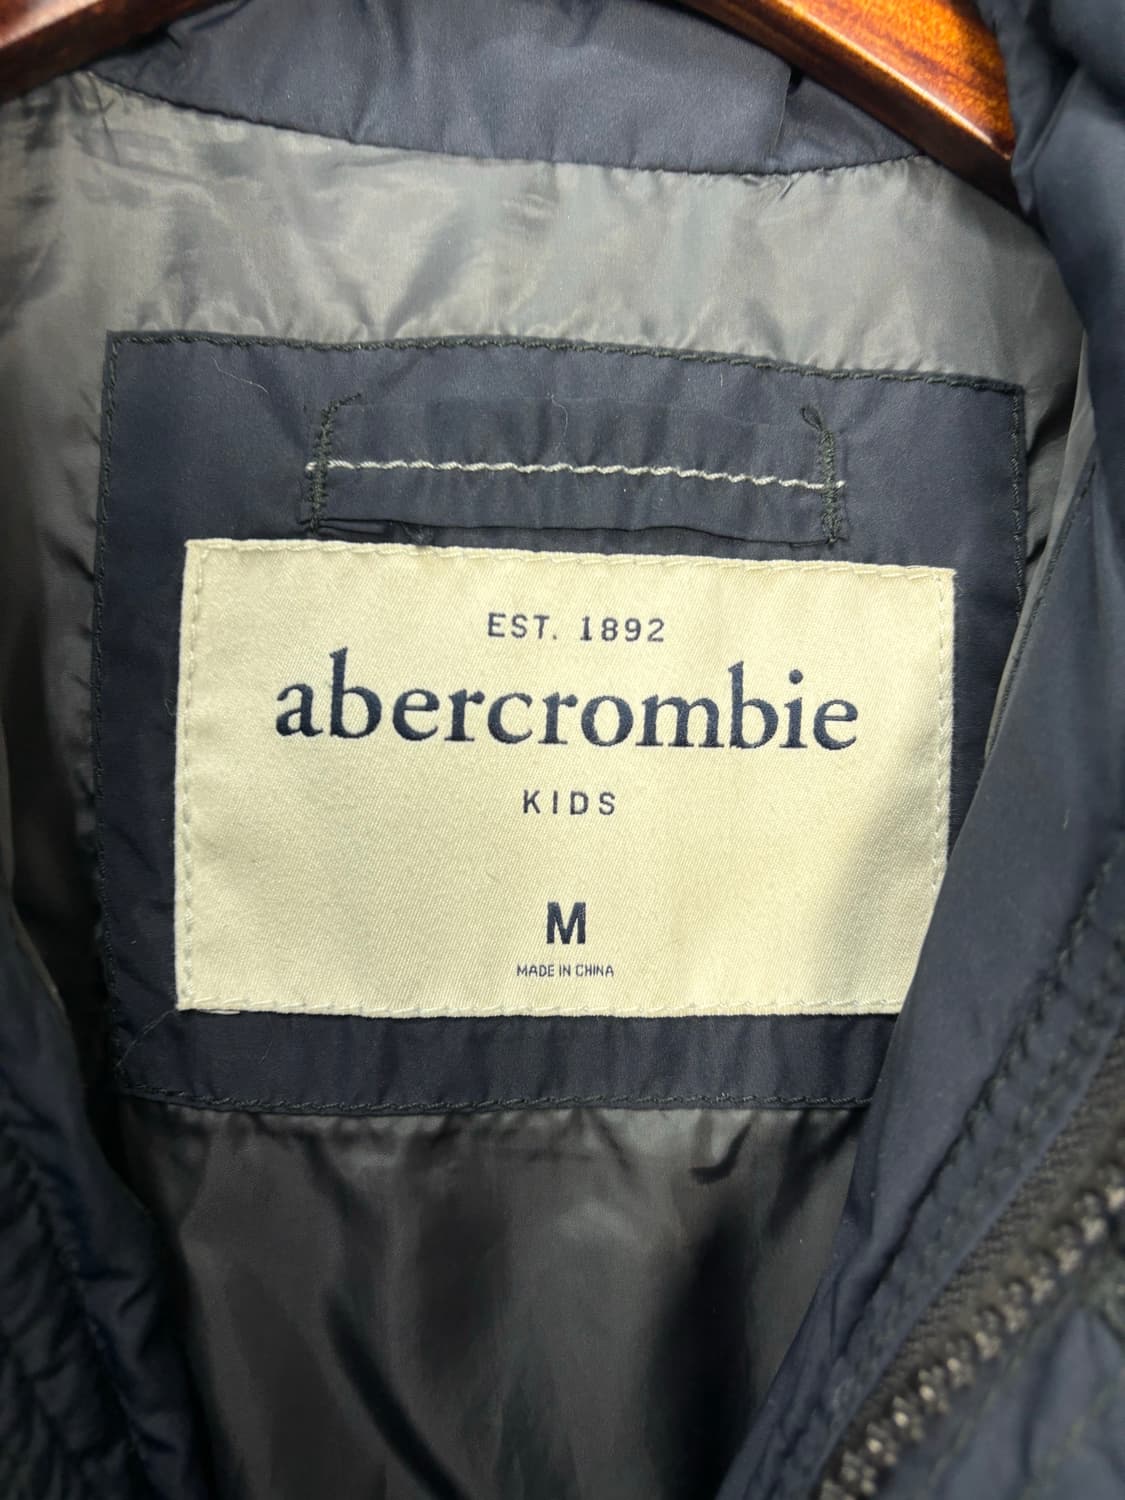 EST. 1892
abercrombie
KIDS
M
MADE IN CHINA